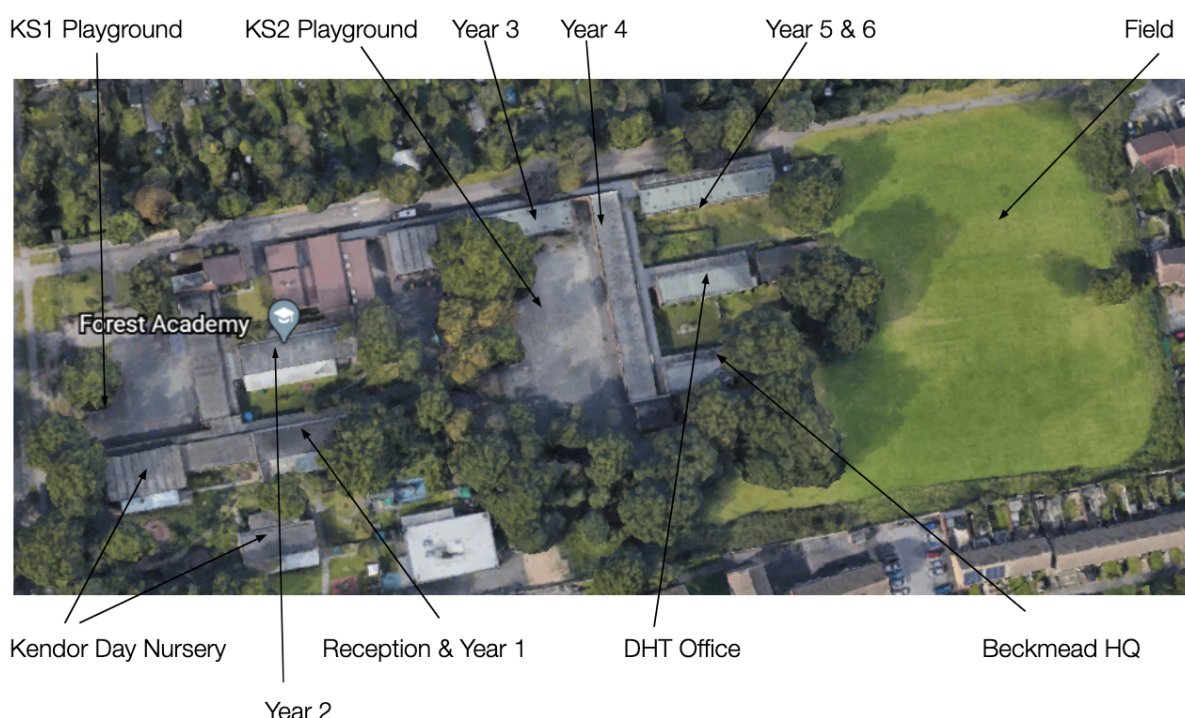 KS1 Playground
KS2 Playground
Year 3
Year 4
Year 5 & 6
Field
Forest Academy
Kendor Day Nursery
Reception & Year 1
DHT Office
Beckmead HQ
Year 2